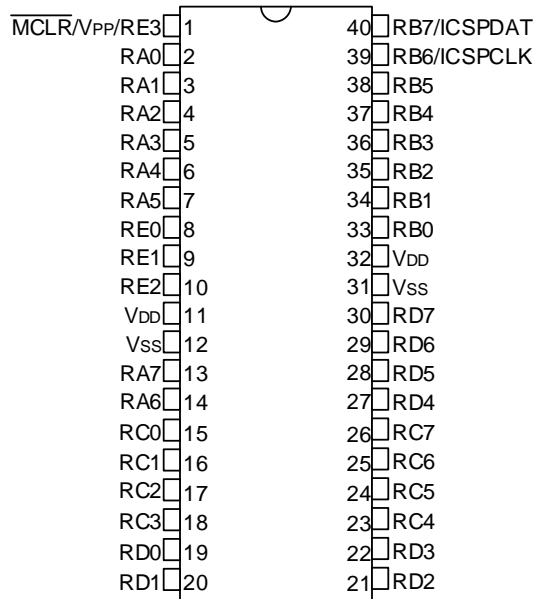 MCLR/VPP/RE3 1 40 RB7/ICSPDAT
RA0 2 39 RB6/ICSPCLK
RA1 3 38 RB5
RA2 4 37 RB4
RA3 5 36 RB3
RA4 6 35 RB2
RA5 7 34 RB1
RE0 8 33 RB0
RE1 9 32 VDD
RE2 10 31 VSS
VDD 11 30 RD7
VSS 12 29 RD6
RA7 13 28 RD5
RA6 14 27 RD4
RC0 15 26 RC7
RC1 16 25 RC6
RC2 17 24 RC5
RC3 18 23 RC4
RD0 19 22 RD3
RD1 20 21 RD2